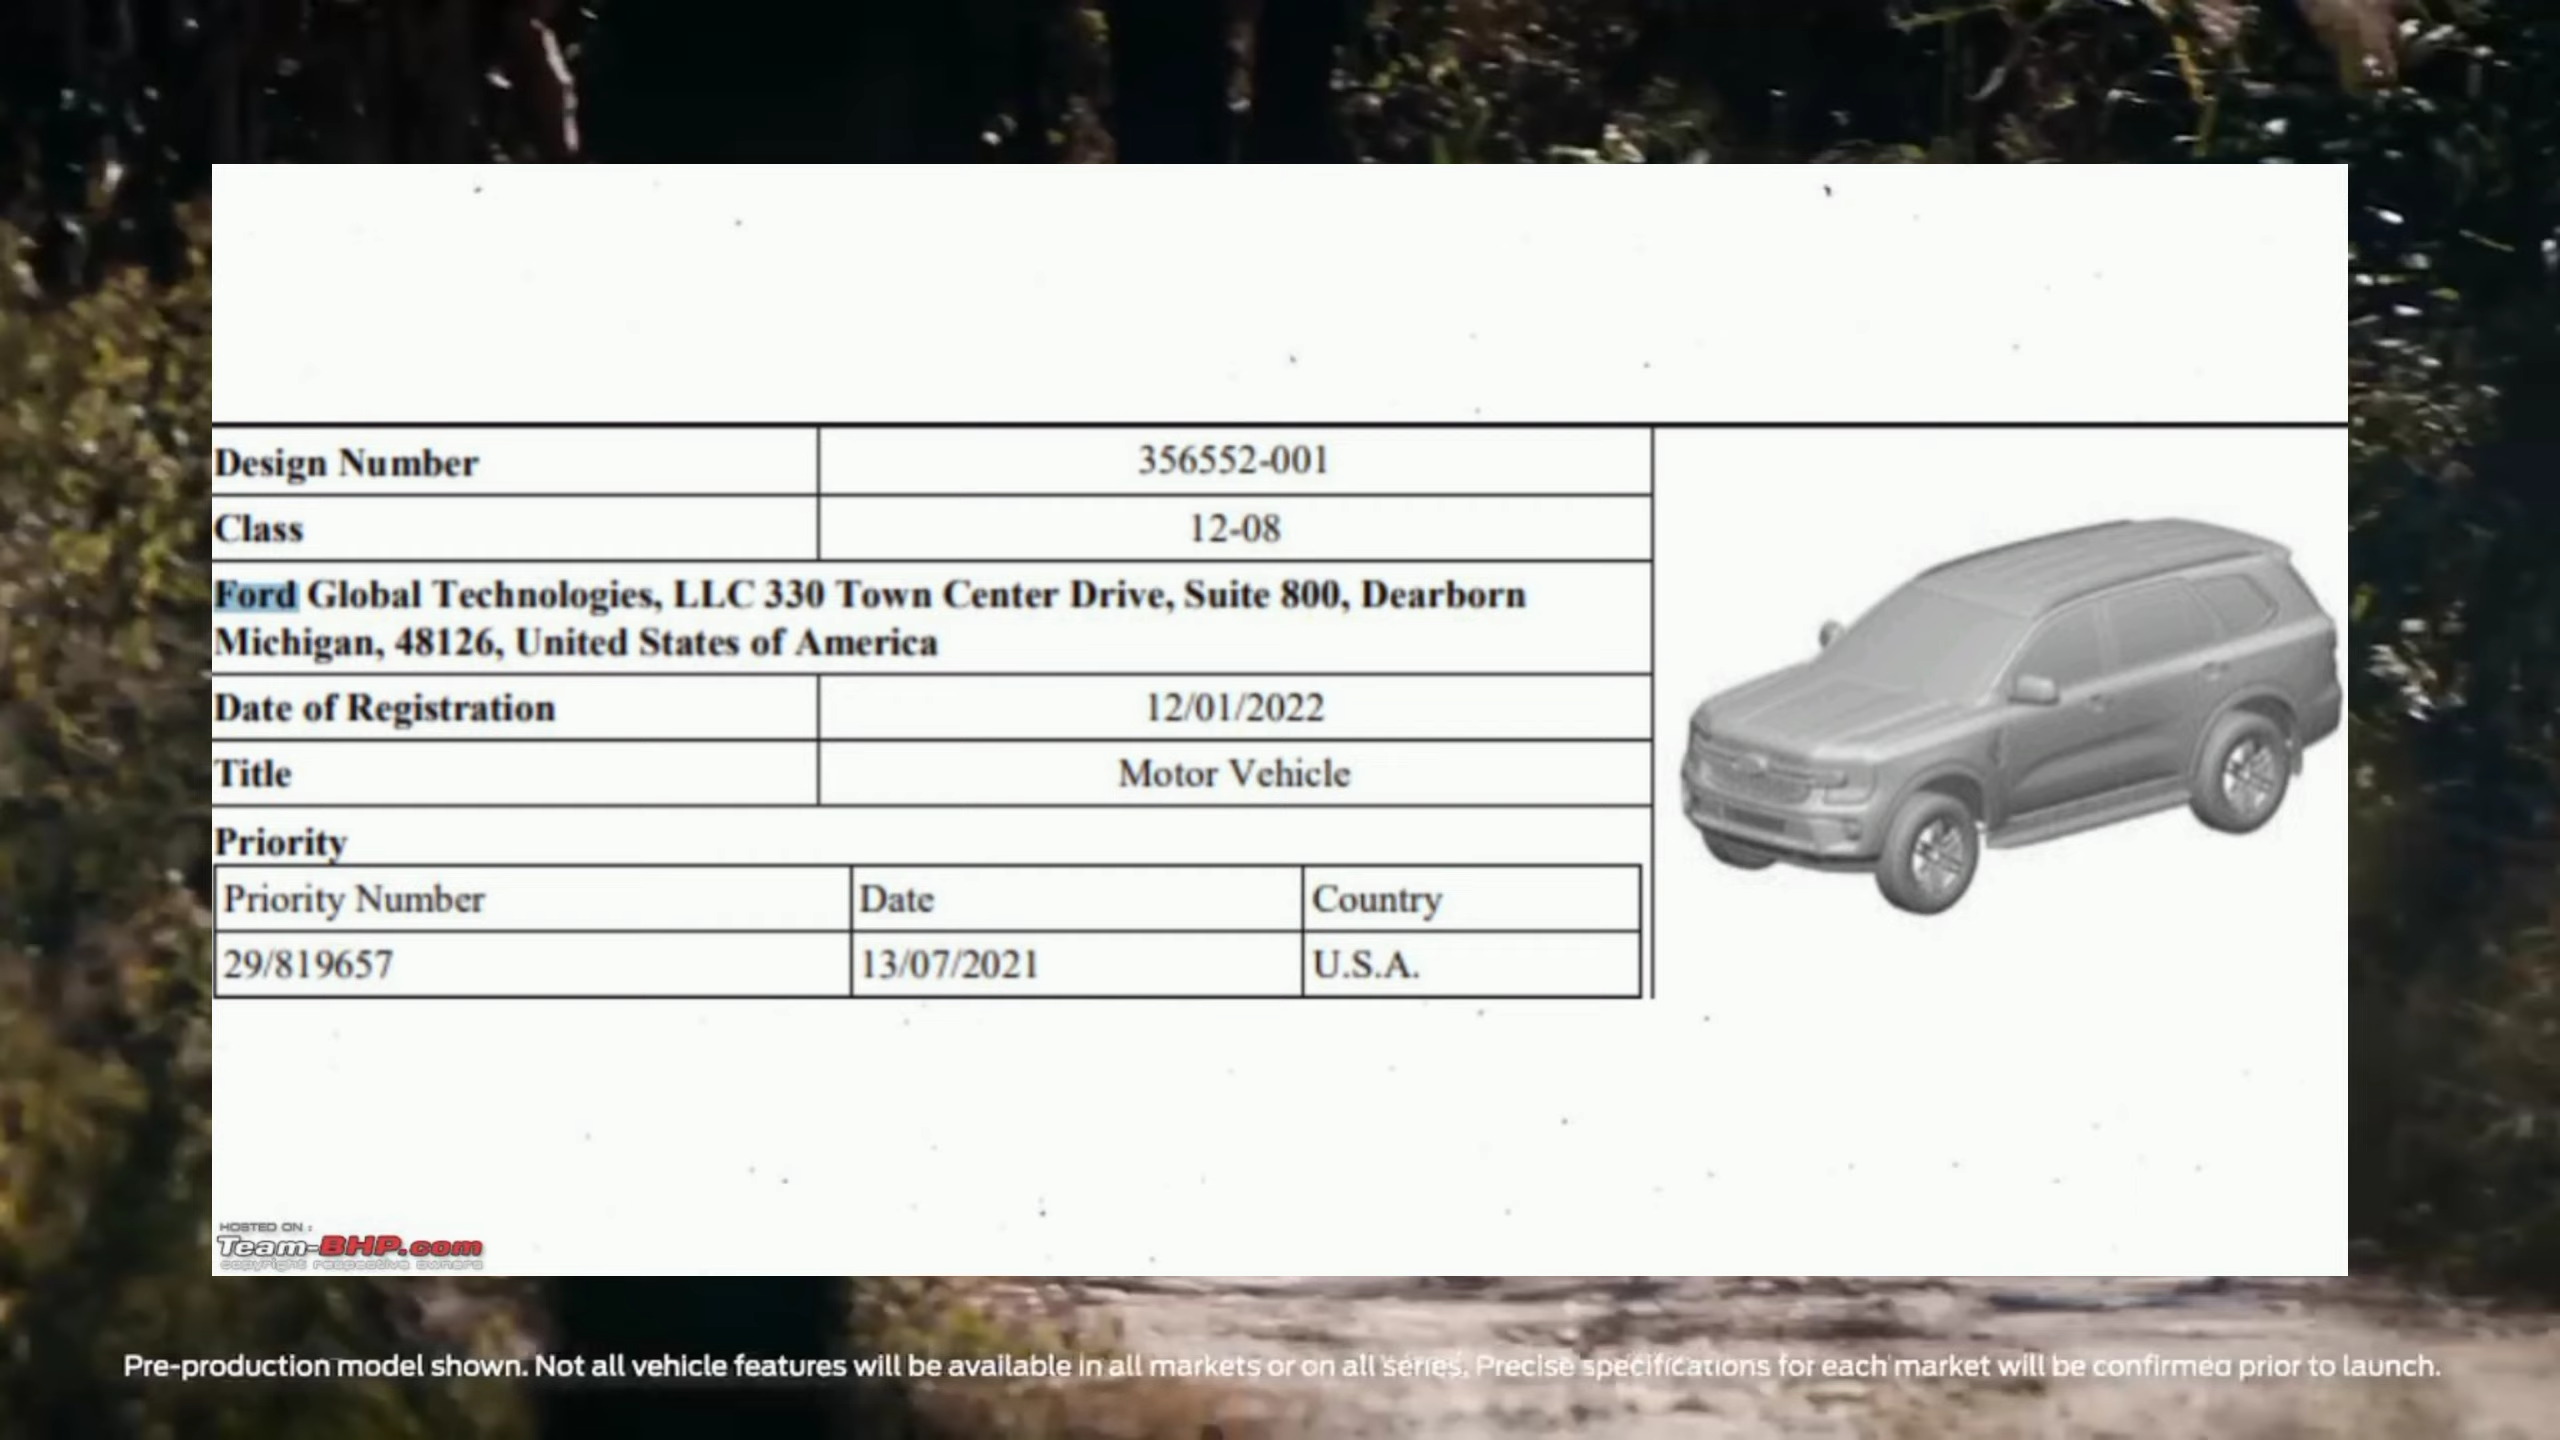 Design Number 356552-001
Class 12-08
Ford Global Technologies, LLC 330 Town Center Drive, Suite 800, Dearborn
Michigan, 48126, United States of America
Date of Registration 12/01/2022
Title Motor Vehicle
Priority
Priority Number Date Country
29/819657 13/07/2021 U.S.A.
HOSTED ON :
Team-BHP.com
copyright respective owners
Pre-production model shown. Not all vehicle features will be available in all markets or on all series. Precise specifications for each market will be confirmed prior to launch.